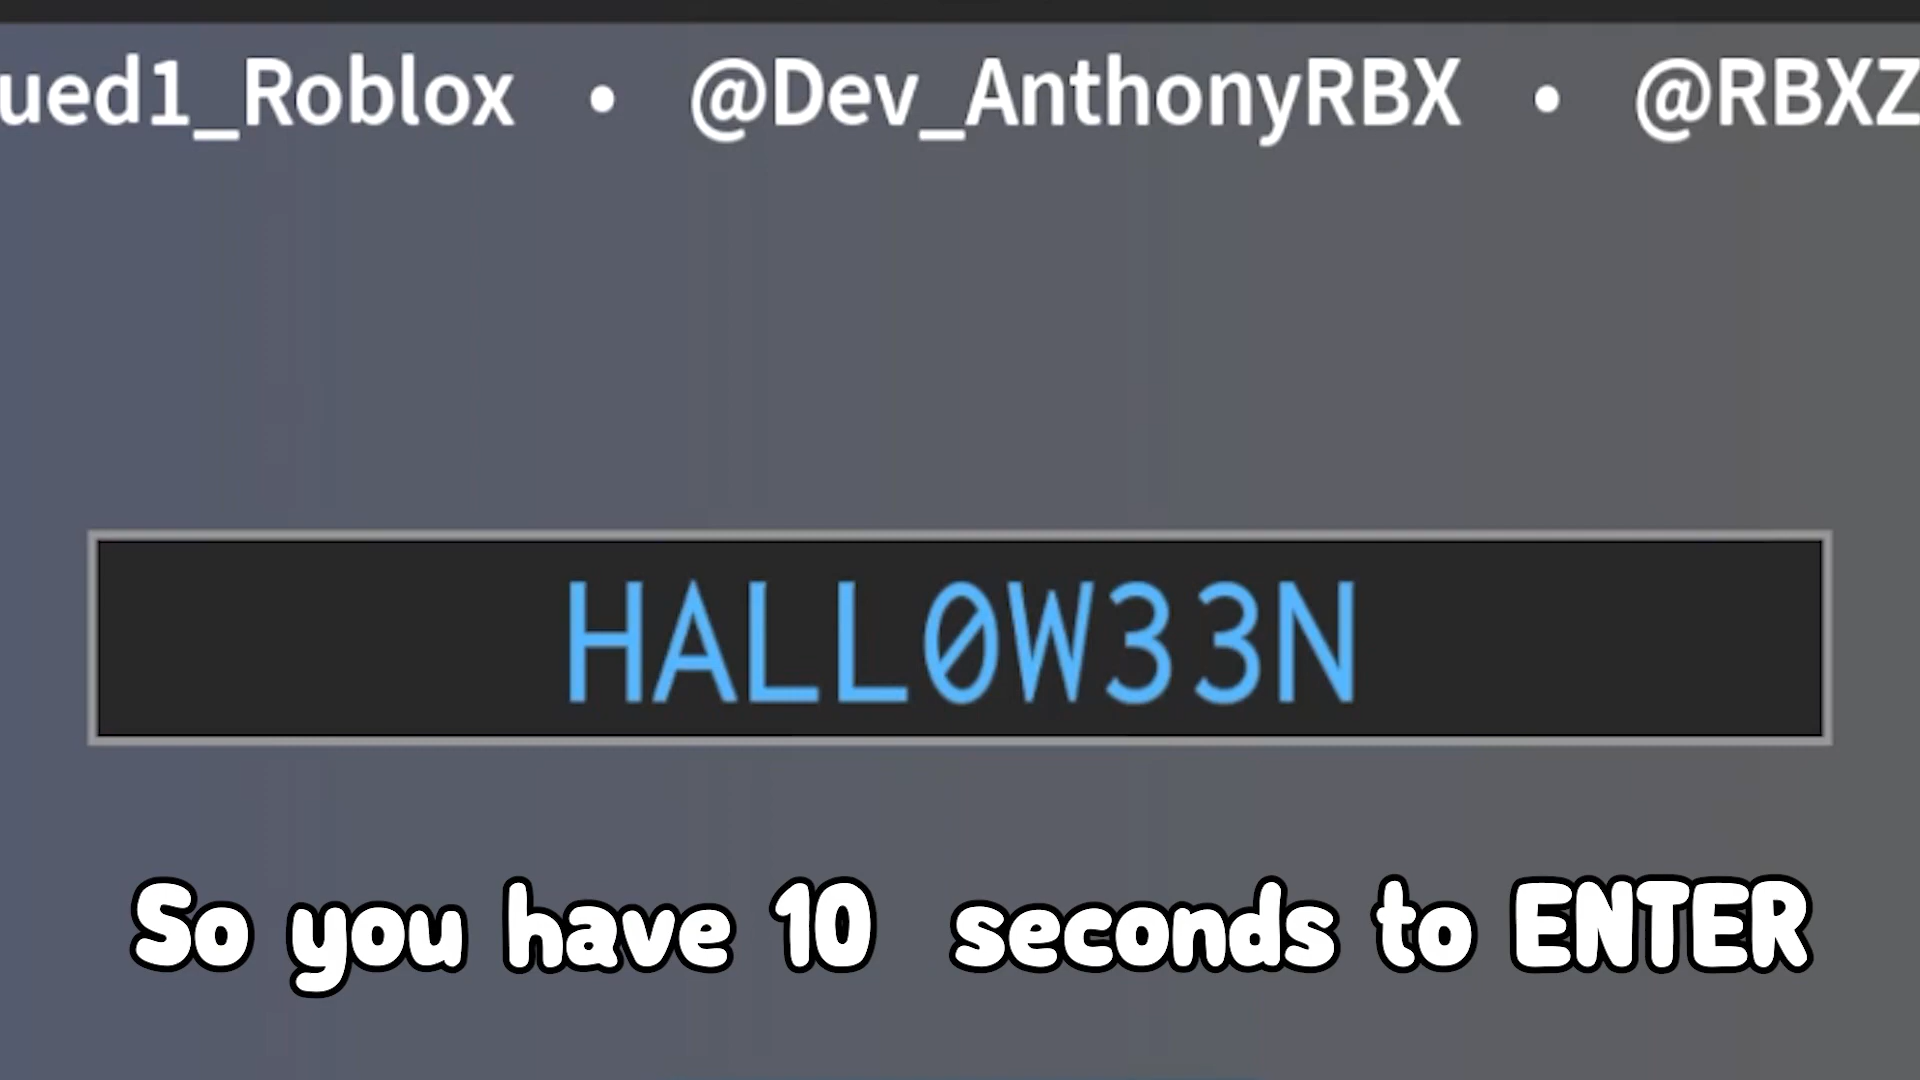 ued1_Roblox • @Dev_AnthonyRBX • @RBXZ
HALL0W33N
So you have 10 seconds to ENTER